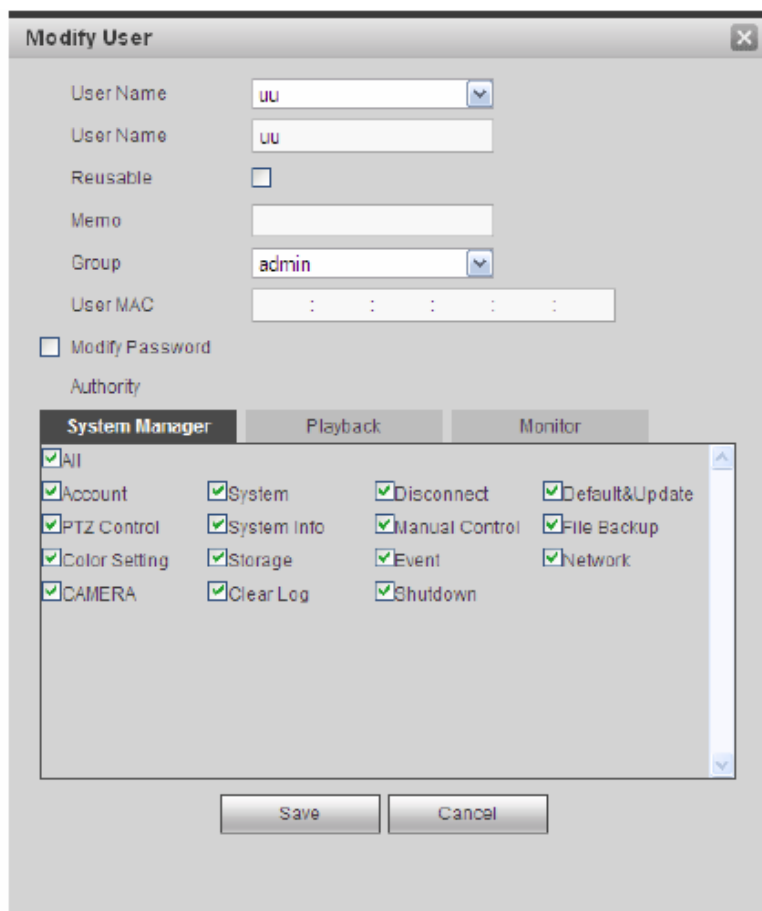 Modify User
User Name uu
User Name uu
Reusable
Memo
Group admin
User MAC : : : : :
Modify Password
Authority
System Manager Playback Monitor
All
Account System Disconnect Default&Update
PTZ Control System Info Manual Control File Backup
Color Setting Storage Event Network
CAMERA Clear Log Shutdown
Save Cancel